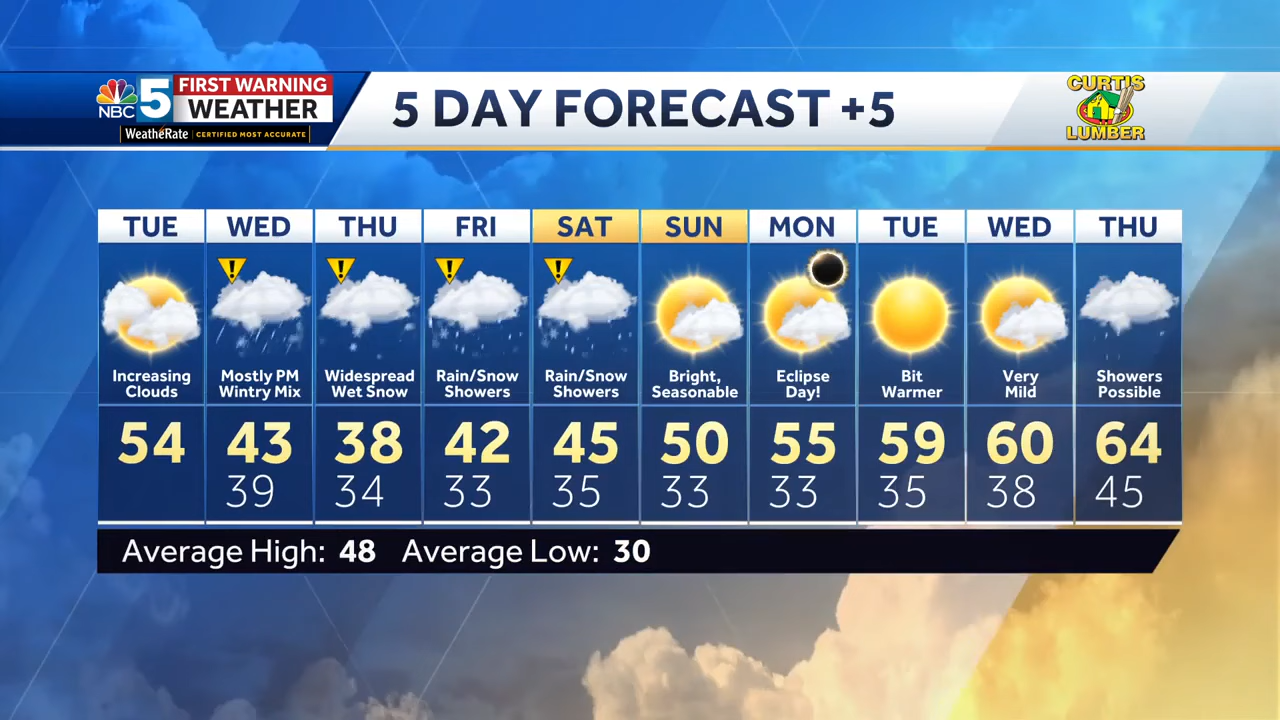 NBC 5 FIRST WARNING
WEATHER
WeatheRate CERTIFIED MOST ACCURATE
5 DAY FORECAST +5
CURTIS
LUMBER
TUE WED THU FRI SAT SUN MON TUE WED THU
! ! ! !
Increasing Mostly PM Widespread Rain/Snow Rain/Snow Bright, Eclipse Bit Very Showers
Clouds Wintry Mix Wet Snow Showers Showers Seasonable Day! Warmer Mild Possible
54 43 38 42 45 50 55 59 60 64
39 34 33 35 33 33 35 38 45
Average High: 48 Average Low: 30